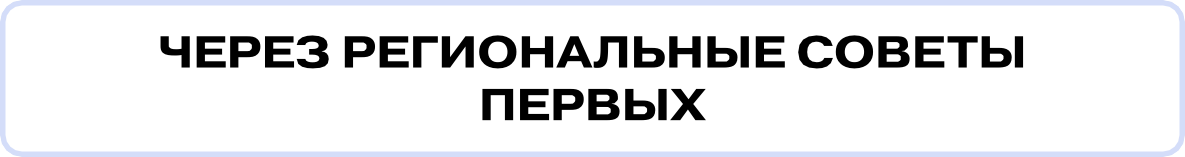 ЧЕРЕЗ РЕГИОНАЛЬНЫЕ СОВЕТЫ
ПЕРВЫХ